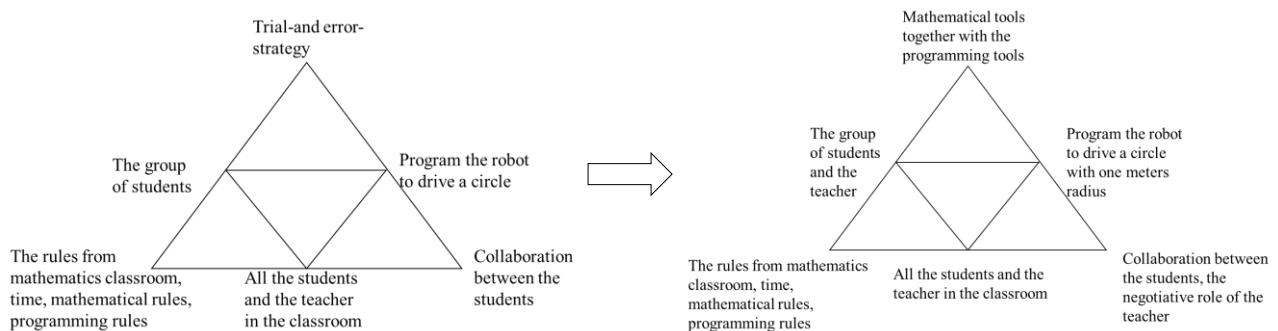 Trial-and error-
strategy
The group
of students
Program the robot
to drive a circle
The rules from
mathematics classroom,
time, mathematical rules,
programming rules
All the students
and the teacher
in the classroom
Collaboration
between the
students
Mathematical tools
together with the
programming tools
The group
of students
and the
teacher
Program the robot
to drive a circle
with one meters
radius
The rules from mathematics
classroom, time,
mathematical rules,
programming rules
All the students and the
teacher in the classroom
Collaboration between
the students, the
negotiative role of the
teacher